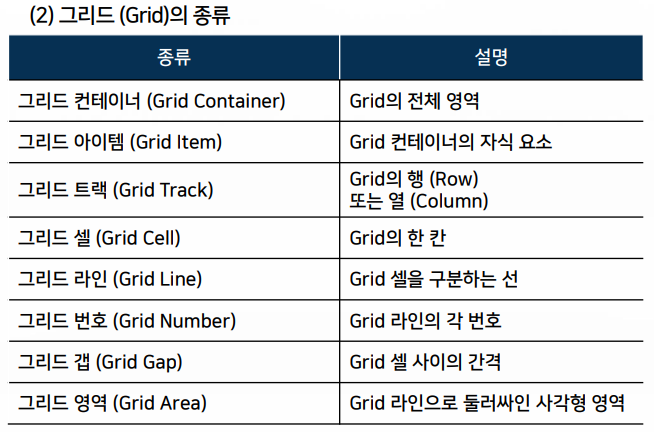 (2) 그리드 (Grid)의 종류
종류 설명
그리드 컨테이너 (Grid Container) Grid의 전체 영역
그리드 아이템 (Grid Item) Grid 컨테이너의 자식 요소
그리드 트랙 (Grid Track) Grid의 행 (Row)
또는 열 (Column)
그리드 셀 (Grid Cell) Grid의 한 칸
그리드 라인 (Grid Line) Grid 셀을 구분하는 선
그리드 번호 (Grid Number) Grid 라인의 각 번호
그리드 갭 (Grid Gap) Grid 셀 사이의 간격
그리드 영역 (Grid Area) Grid 라인으로 둘러싸인 사각형 영역